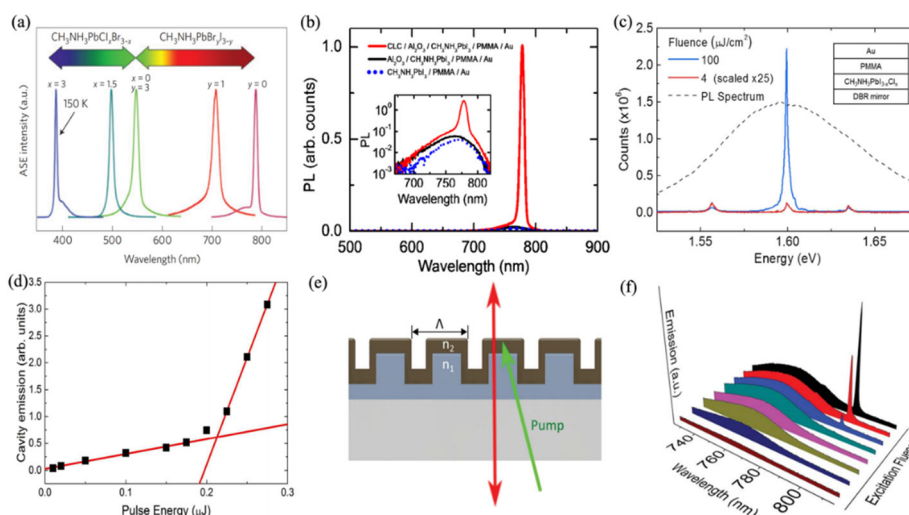 (a)
CH₃NH₃PbClₓBr₃₋ₓ
CH₃NH₃PbBrᵧI₃₋ᵧ
x = 3
x = 1.5
x = 0
y = 3
y = 1
y = 0
150 K
ASE intensity (a.u.)
400 500 600 700 800
Wavelength (nm)
(b)
CLC / Al₂O₃ / CH₃NH₃PbI₃ / PMMA / Au
Al₂O₃ / CH₃NH₃PbI₃ / PMMA / Au
CH₃NH₃PbI₃ / PMMA / Au
PL (arb. counts)
1.0
0.5
0.0
PL
10⁰
10⁻¹
10⁻²
10⁻³
700 750 800
Wavelength (nm)
500 600 700 800 900
Wavelength (nm)
(c)
Fluence (μJ/cm²)
100
4 (scaled x25)
PL Spectrum
Au
PMMA
CH₃NH₃PbI₃₋ₓClₓ
DBR mirror
Counts (x10⁶)
2.5
2.0
1.5
1.0
0.5
0.0
1.55 1.60 1.65
Energy (eV)
(d)
Cavity emission (arb. units)
3.5
3.0
2.5
2.0
1.5
1.0
0.5
0.0
0.0 0.1 0.2 0.3
Pulse Energy (μJ)
(e)
Λ
n₂
n₁
Pump
(f)
Emission (a.u.)
740
760
780
800
Wavelength (nm)
Excitation Fluen